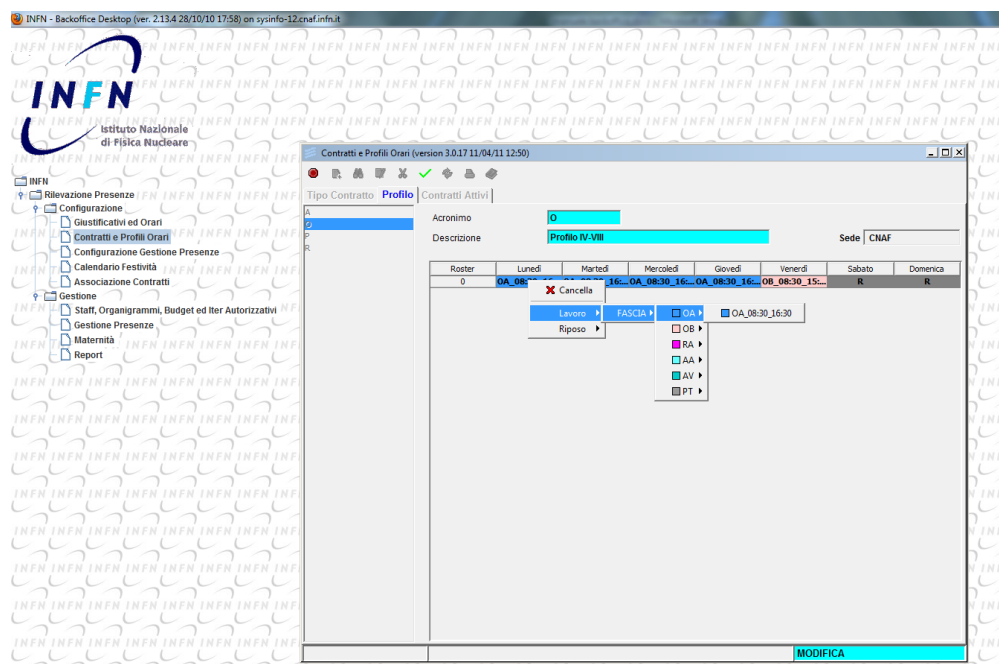 INFN - Backoffice Desktop (ver. 2.13.4 28/10/10 17:58) on sysinfo-12.cnaf.infn.it
INFN
Istituto Nazionale
di Fisica Nucleare
INFN
Rilevazione Presenze
Configurazione
Giustificativi ed Orari
Contratti e Profili Orari
Configurazione Gestione Presenze
Calendario Festività
Associazione Contratti
Gestione
Staff, Organigrammi, Budget ed Iter Autorizzativi
Gestione Presenze
Maternità
Report
Contratti e Profili Orari (version 3.0.17 11/04/11 12:50)
Tipo Contratto Profilo Contratti Attivi
A
O
P
R
Acronimo O
Descrizione Profilo IV-VIII Sede CNAF
Roster Lunedì Martedì Mercoledì Giovedì Venerdì Sabato Domenica
0 OA_08:30_16:... OA_08:30_16:... OA_08:30_16:... OB_08:30_15:... R R
Cancella
Lavoro FASCIA OA OA_08:30_16:30
Riposo OB
RA
AA
AV
PT
MODIFICA